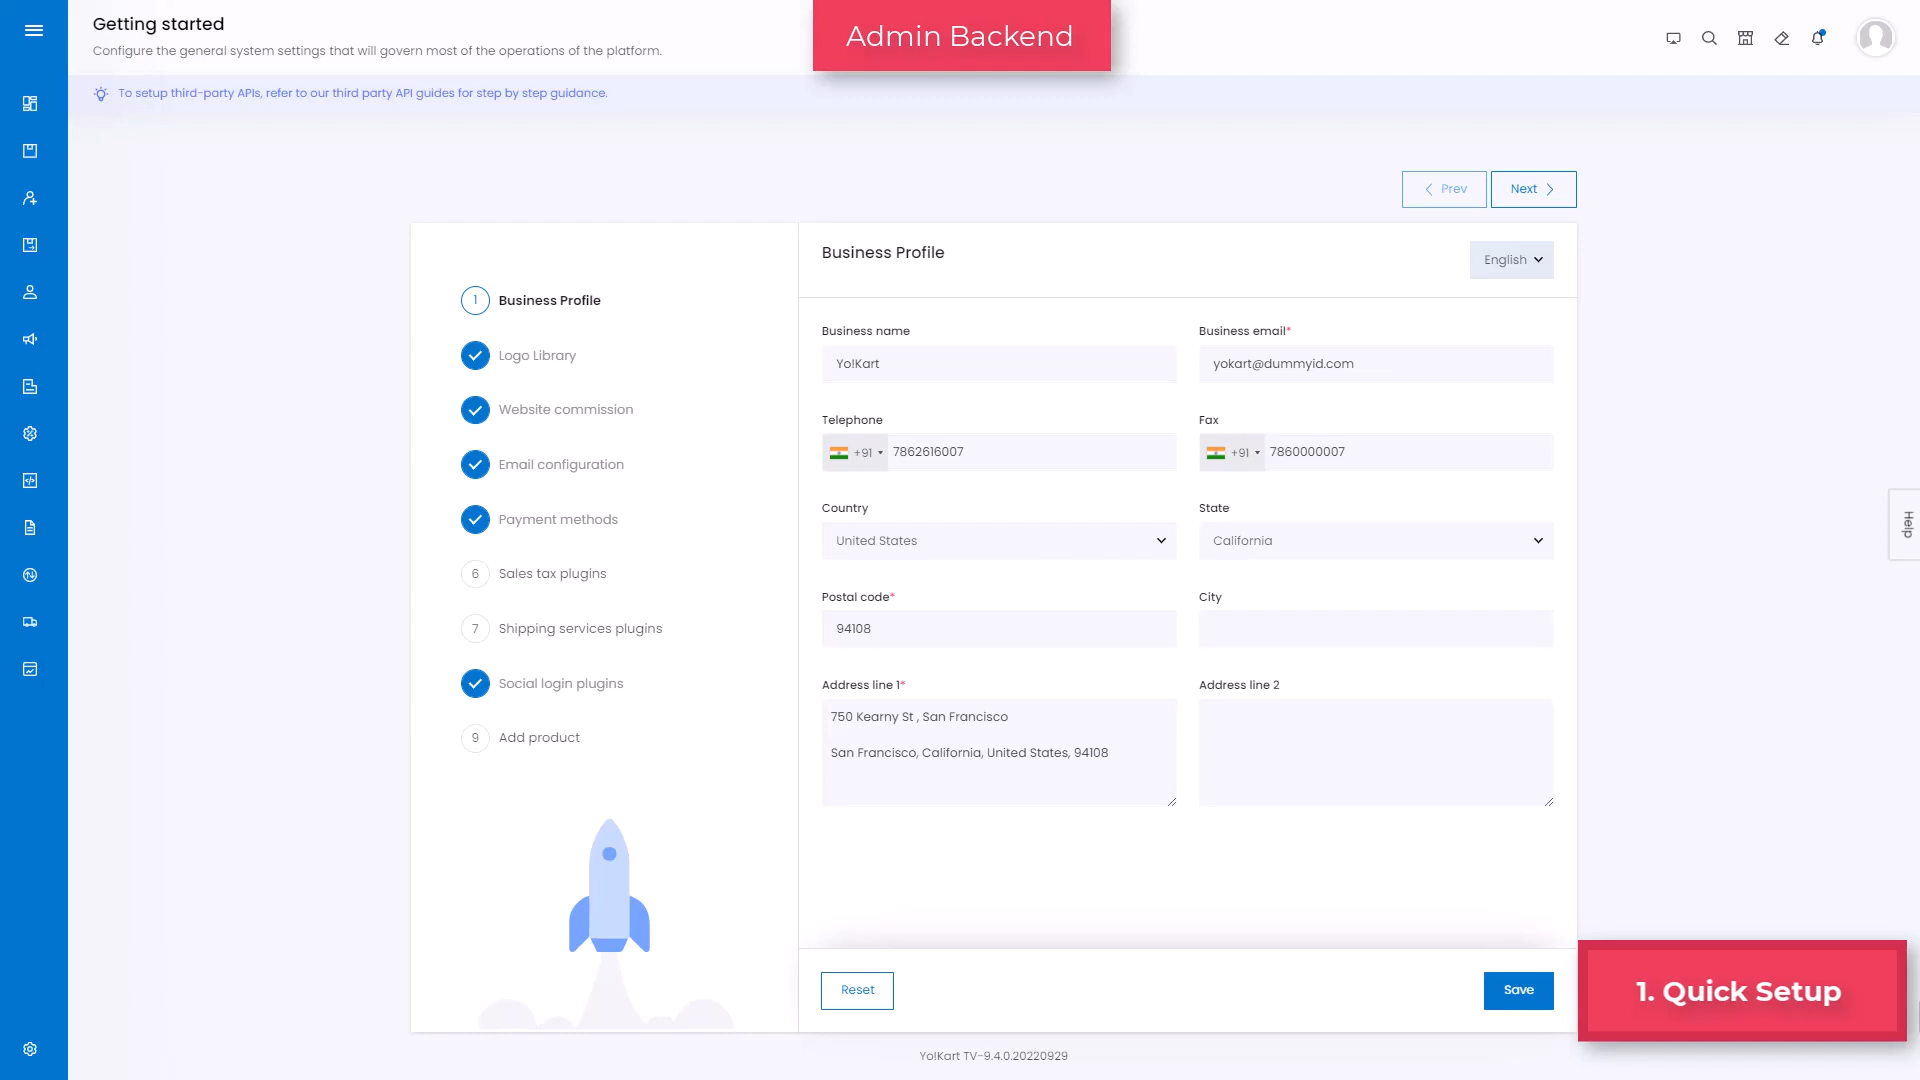 Getting started
Configure the general system settings that will govern most of the operations of the platform.
Admin Backend
To setup third-party APIs, refer to our third party API guides for step by step guidance.
Prev
Next
1 Business Profile
Logo Library
Website commission
Email configuration
Payment methods
6 Sales tax plugins
7 Shipping services plugins
Social login plugins
9 Add product
Business Profile
English
Business name
Yo!Kart
Business email*
yokart@dummyid.com
Telephone
+91 7862616007
Fax
+91 7860000007
Country
United States
State
California
Postal code*
94108
City
Address line 1*
750 Kearny St , San Francisco
San Francisco, California, United States, 94108
Address line 2
Reset
Save
Help
1. Quick Setup
Yo!Kart TV-9.4.0.20220929